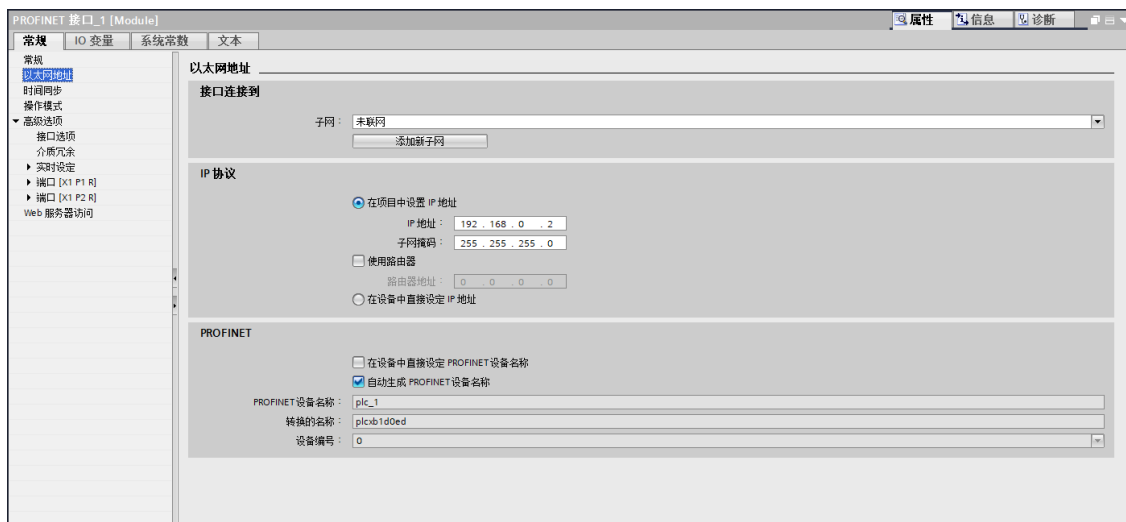 PROFINET 接口_1 [Module]
属性 信息 诊断
常规 IO 变量 系统常数 文本
常规
以太网地址
时间同步
操作模式
高级选项
接口选项
介质冗余
实时设定
端口 [X1 P1 R]
端口 [X1 P2 R]
Web 服务器访问
以太网地址
接口连接到
子网： 未联网
添加新子网
IP 协议
在项目中设置 IP 地址
IP 地址： 192 . 168 . 0 . 2
子网掩码： 255 . 255 . 255 . 0
使用路由器
路由器地址： 0 . 0 . 0 . 0
在设备中直接设定 IP 地址
PROFINET
在设备中直接设定 PROFINET 设备名称
自动生成 PROFINET 设备名称
PROFINET 设备名称： plc_1
转换的名称： plcxb1d0ed
设备编号： 0